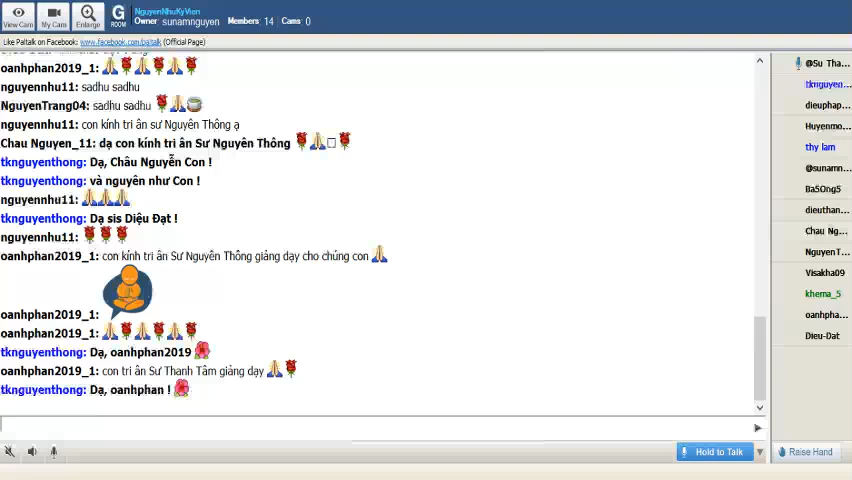 NguyenNhuKyVien
View Cam
My Cam
Enlarge
G
ROOM
Owner: sunamnguyen Members: 14 Cams: 0
Like Paltalk on Facebook: www.facebook.com/paltalk (Official Page)
oanhphan2019_1:
nguyennhu11: sadhu sadhu
NguyenTrang04: sadhu sadhu
nguyennhu11: con kính tri ân sư Nguyên Thông ạ
Chau Nguyen_11: dạ con kính tri ân Sư Nguyên Thông
tknguyenthong: Dạ, Châu Nguyễn Con !
tknguyenthong: và nguyên như Con !
nguyennhu11:
tknguyenthong: Dạ sis Diệu Đạt !
nguyennhu11:
oanhphan2019_1: con kính tri ân Sư Nguyên Thông giảng dạy cho chúng con
oanhphan2019_1:
oanhphan2019_1:
tknguyenthong: Dạ, oanhphan2019
oanhphan2019_1: con tri ân Sư Thanh Tâm giảng dạy
tknguyenthong: Dạ, oanhphan !
@Su Tha...
tknguyen...
dieuphap...
Huyenmo...
thy lam
@sunamn...
Ba5Ong5
dieuthan...
Chau Ng...
NguyenT...
Visakha09
khema_5
oanhpha...
Dieu-Dat
Hold to Talk
Raise Hand